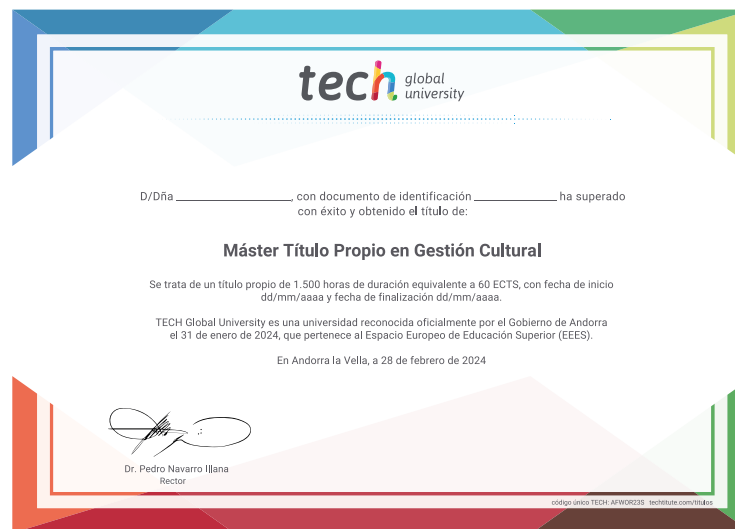 tech global university
D/Dña ______________, con documento de identificación ______________ ha superado
con éxito y obtenido el título de:
Máster Título Propio en Gestión Cultural
Se trata de un título propio de 1.500 horas de duración equivalente a 60 ECTS, con fecha de inicio
dd/mm/aaaa y fecha de finalización dd/mm/aaaa.
TECH Global University es una universidad reconocida oficialmente por el Gobierno de Andorra
el 31 de enero de 2024, que pertenece al Espacio Europeo de Educación Superior (EEES).
En Andorra la Vella, a 28 de febrero de 2024
Dr. Pedro Navarro Illana
Rector
código único TECH: AFWOR23S techtitute.com/titulos